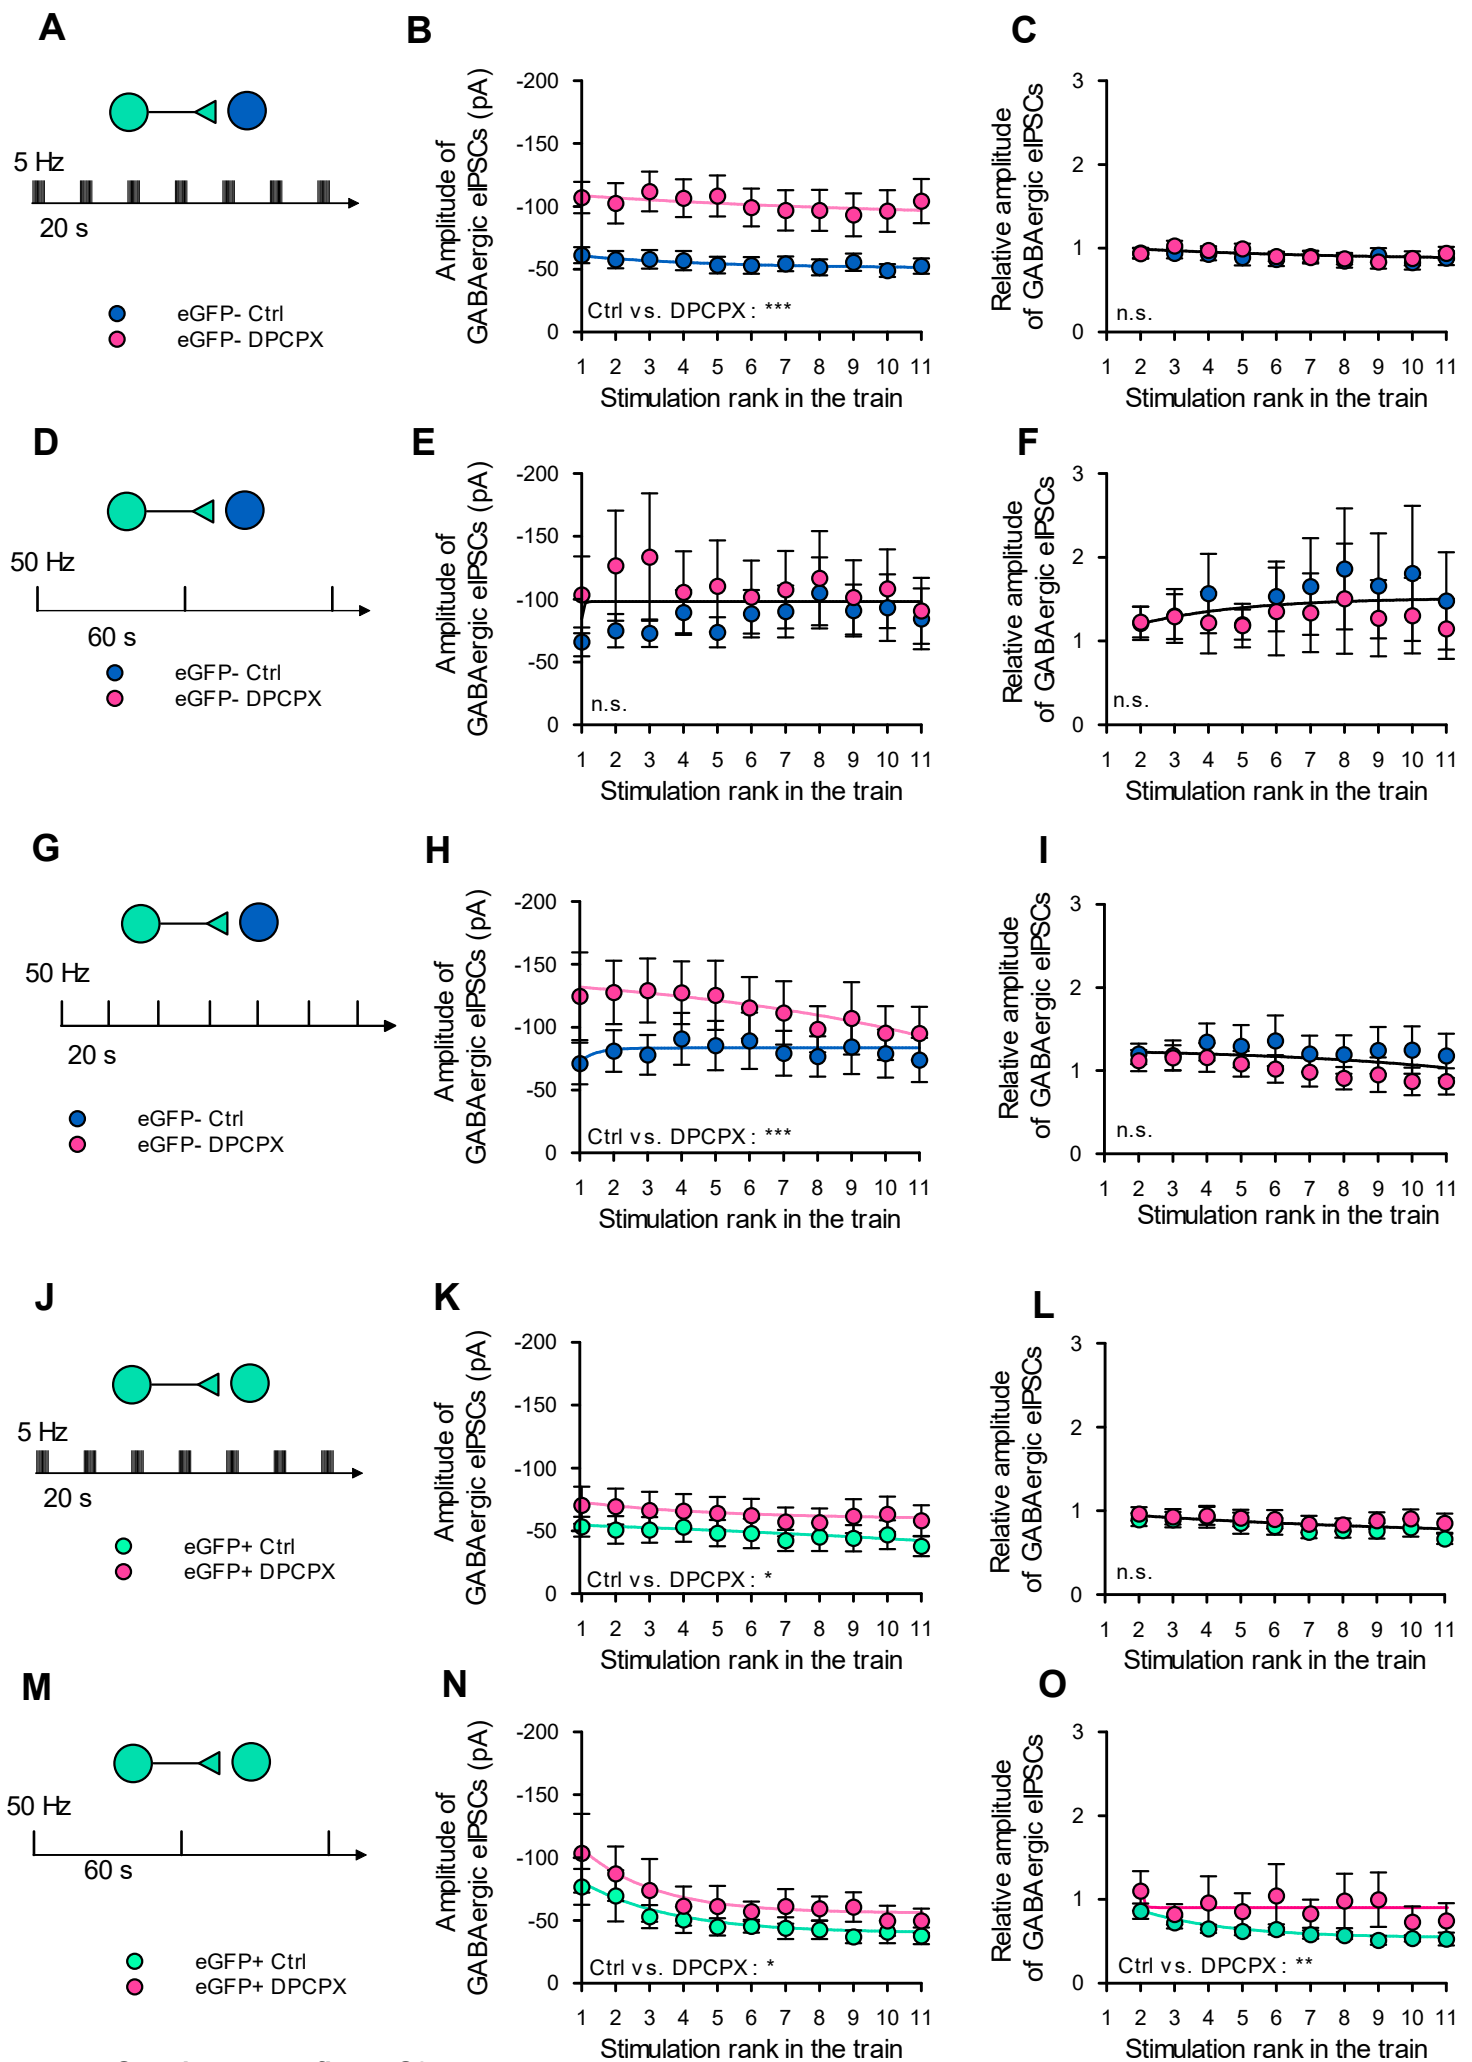 A
5 Hz
20 s
eGFP- Ctrl
eGFP- DPCPX
B
Amplitude of
GABAergic eIPSCs (pA)
-200
-150
-100
-50
0
Ctrl vs. DPCPX : ***
1 2 3 4 5 6 7 8 9 10 11
Stimulation rank in the train
C
Relative amplitude
of GABAergic eIPSCs
3
2
1
0
n.s.
1 2 3 4 5 6 7 8 9 10 11
Stimulation rank in the train
D
50 Hz
60 s
eGFP- Ctrl
eGFP- DPCPX
E
Amplitude of
GABAergic eIPSCs (pA)
-200
-150
-100
-50
0
n.s.
1 2 3 4 5 6 7 8 9 10 11
Stimulation rank in the train
F
Relative amplitude
of GABAergic eIPSCs
3
2
1
0
n.s.
1 2 3 4 5 6 7 8 9 10 11
Stimulation rank in the train
G
50 Hz
20 s
eGFP- Ctrl
eGFP- DPCPX
H
Amplitude of
GABAergic eIPSCs (pA)
-200
-150
-100
-50
0
Ctrl vs. DPCPX : ***
1 2 3 4 5 6 7 8 9 10 11
Stimulation rank in the train
I
Relative amplitude
of GABAergic eIPSCs
3
2
1
0
n.s.
1 2 3 4 5 6 7 8 9 10 11
Stimulation rank in the train
J
5 Hz
20 s
eGFP+ Ctrl
eGFP+ DPCPX
K
Amplitude of
GABAergic eIPSCs (pA)
-200
-150
-100
-50
0
Ctrl vs. DPCPX : *
1 2 3 4 5 6 7 8 9 10 11
Stimulation rank in the train
L
Relative amplitude
of GABAergic eIPSCs
3
2
1
0
n.s.
1 2 3 4 5 6 7 8 9 10 11
Stimulation rank in the train
M
50 Hz
60 s
eGFP+ Ctrl
eGFP+ DPCPX
N
Amplitude of
GABAergic eIPSCs (pA)
-200
-150
-100
-50
0
Ctrl vs. DPCPX : *
1 2 3 4 5 6 7 8 9 10 11
Stimulation rank in the train
O
Relative amplitude
of GABAergic eIPSCs
3
2
1
0
Ctrl vs. DPCPX : **
1 2 3 4 5 6 7 8 9 10 11
Stimulation rank in the train